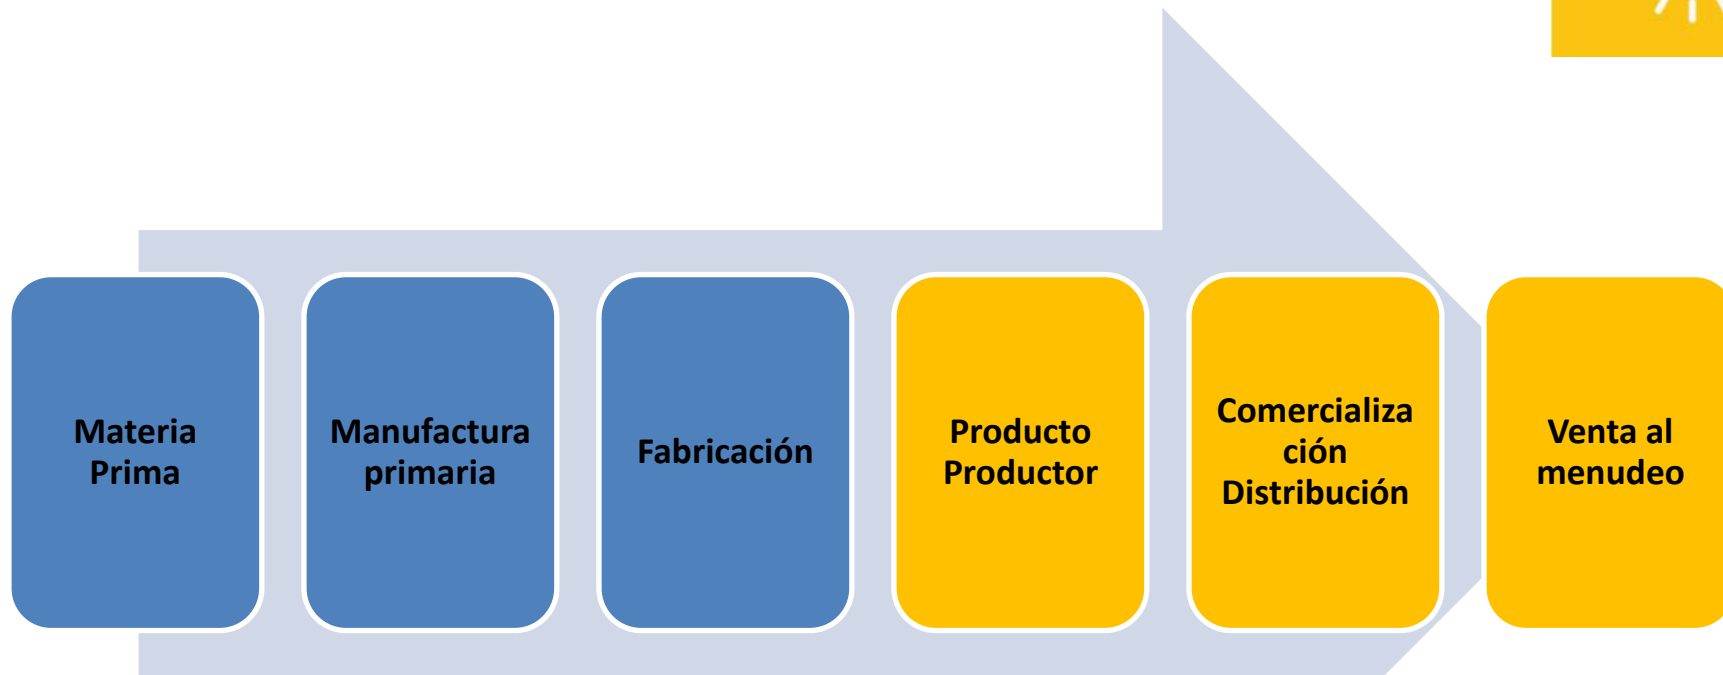 Materia
Prima
Manufactura
primaria
Fabricación
Producto
Productor
Comercializa
ción
Distribución
Venta al
menudeo